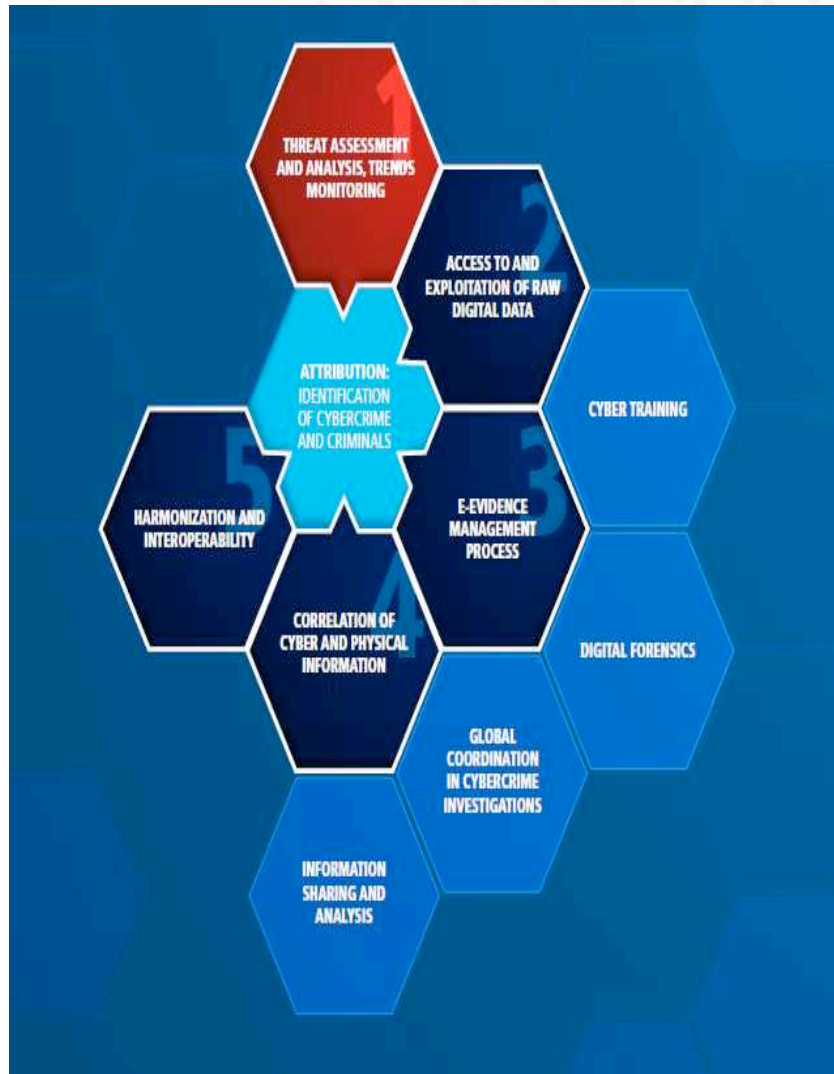 1
THREAT ASSESSMENT
AND ANALYSIS, TRENDS
MONITORING
2
ACCESS TO AND
EXPLOITATION OF RAW
DIGITAL DATA
ATTRIBUTION:
IDENTIFICATION
OF CYBERCRIME
AND CRIMINALS
CYBER TRAINING
5
HARMONIZATION AND
INTEROPERABILITY
3
E-EVIDENCE
MANAGEMENT
PROCESS
4
CORRELATION OF
CYBER AND PHYSICAL
INFORMATION
DIGITAL FORENSICS
GLOBAL
COORDINATION
IN CYBERCRIME
INVESTIGATIONS
INFORMATION
SHARING AND
ANALYSIS